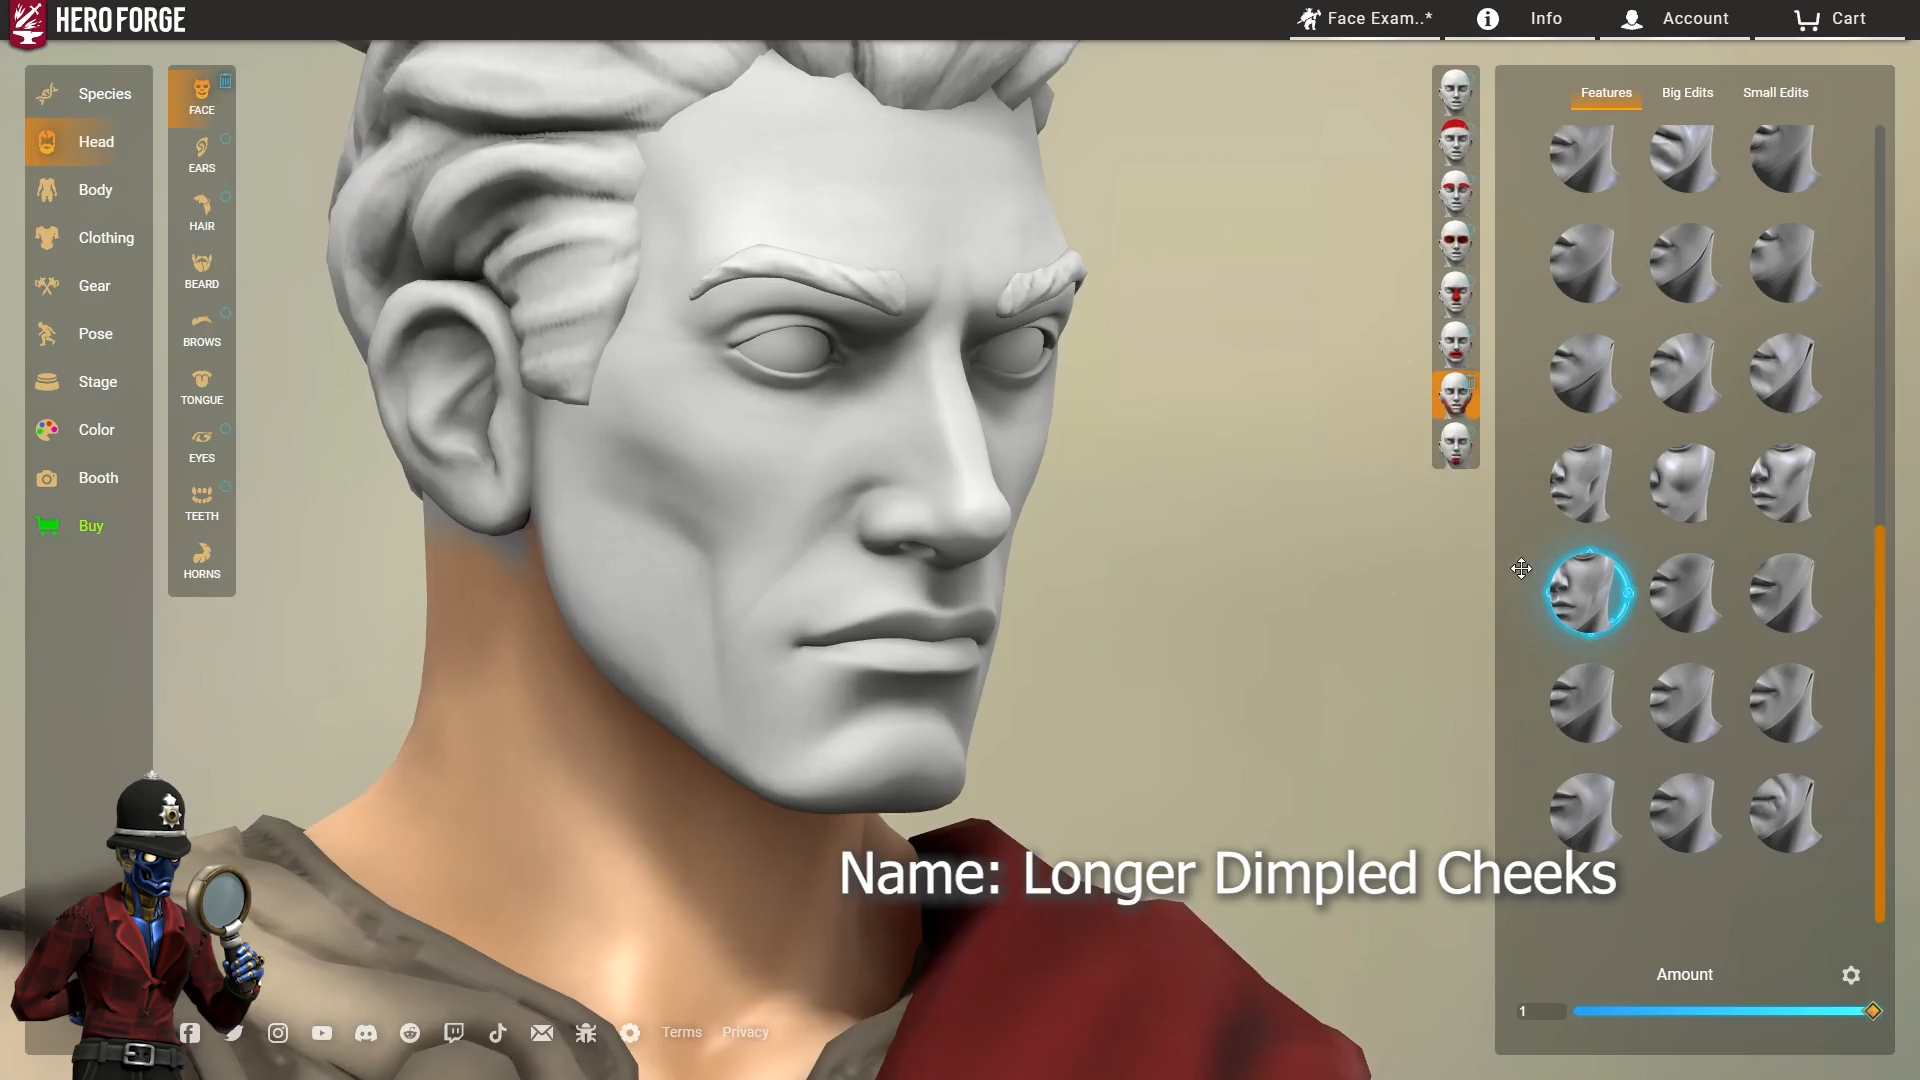 HERO FORGE
Face Exam..*
Info
Account
Cart
Species
Head
Body
Clothing
Gear
Pose
Stage
Color
Booth
Buy
FACE
EARS
HAIR
BEARD
BROWS
TONGUE
EYES
TEETH
HORNS
Features
Big Edits
Small Edits
Name: Longer Dimpled Cheeks
Amount
1
Terms
Privacy